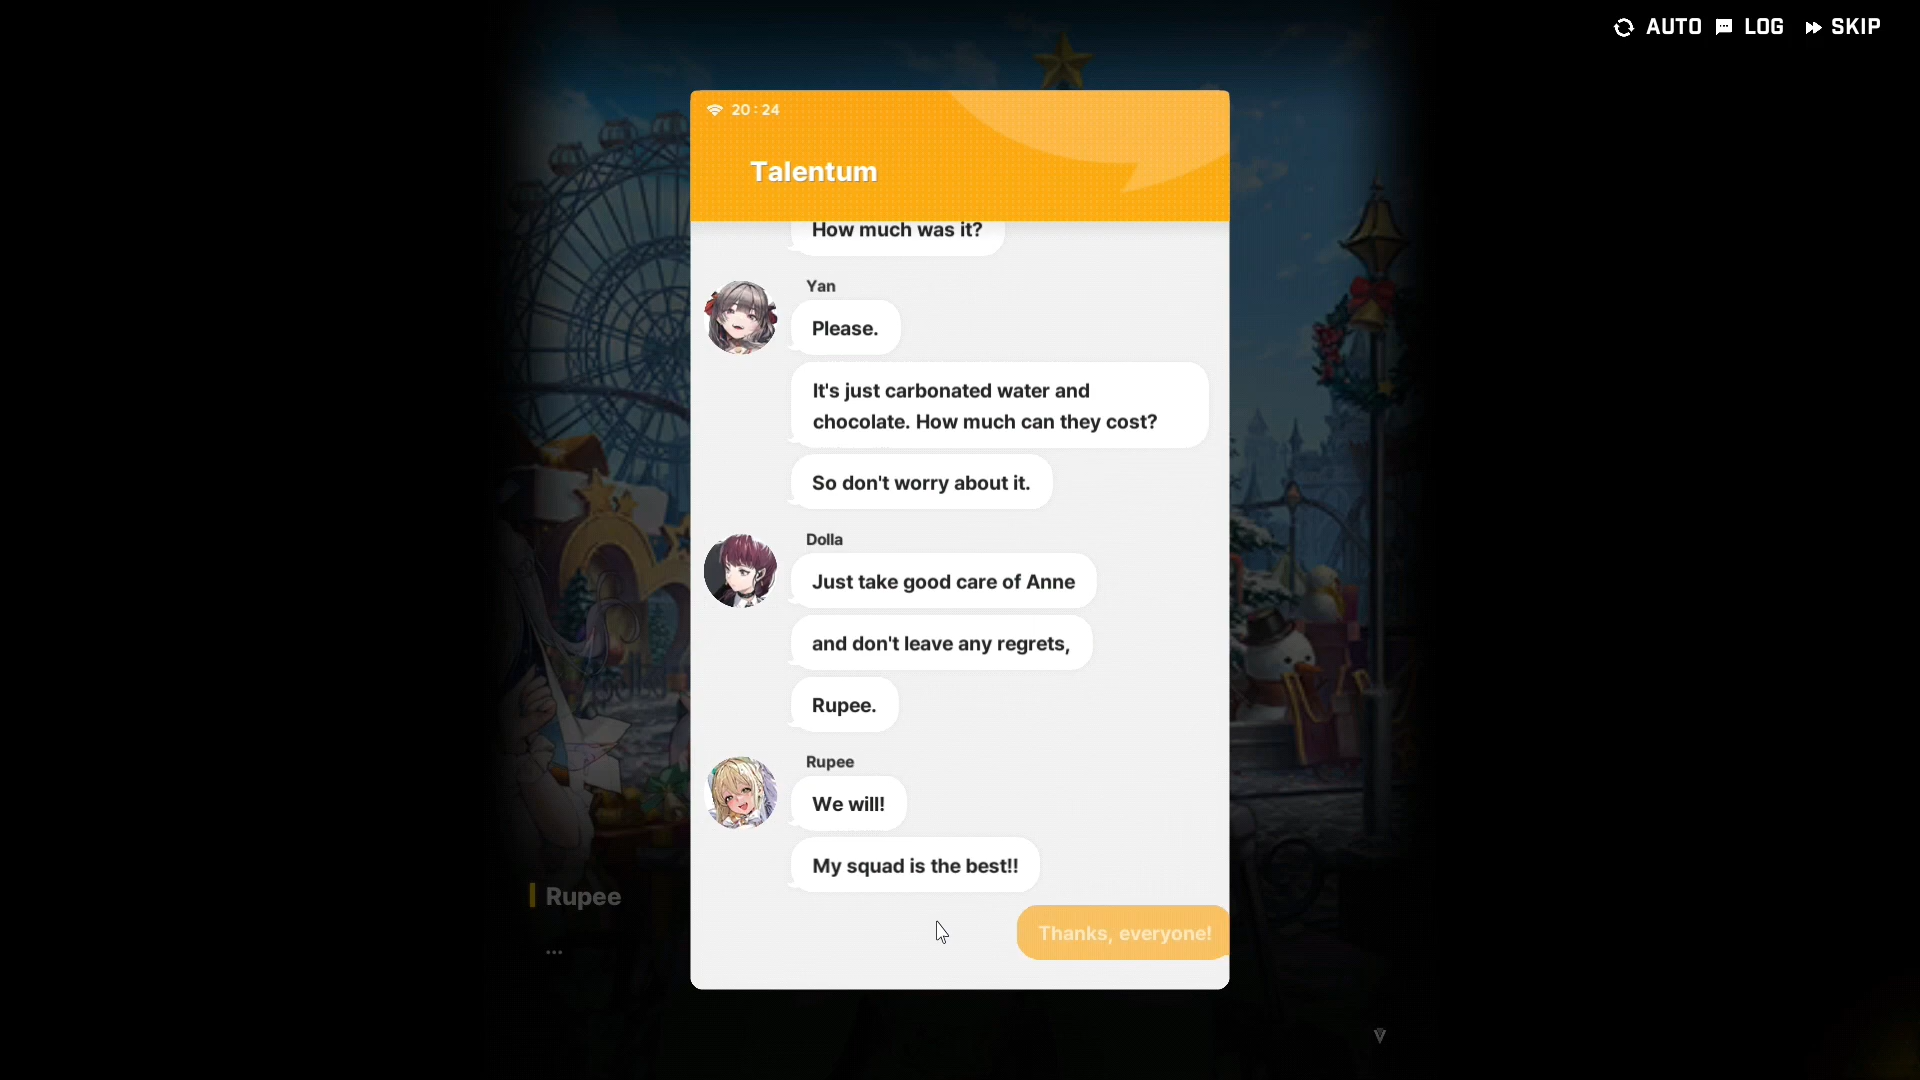 AUTO LOG SKIP
20:24
Talentum
How much was it?
Yan
Please.
It's just carbonated water and
chocolate. How much can they cost?
So don't worry about it.
Dolla
Just take good care of Anne
and don't leave any regrets,
Rupee.
Rupee
We will!
My squad is the best!!
Thanks, everyone!
Rupee
...